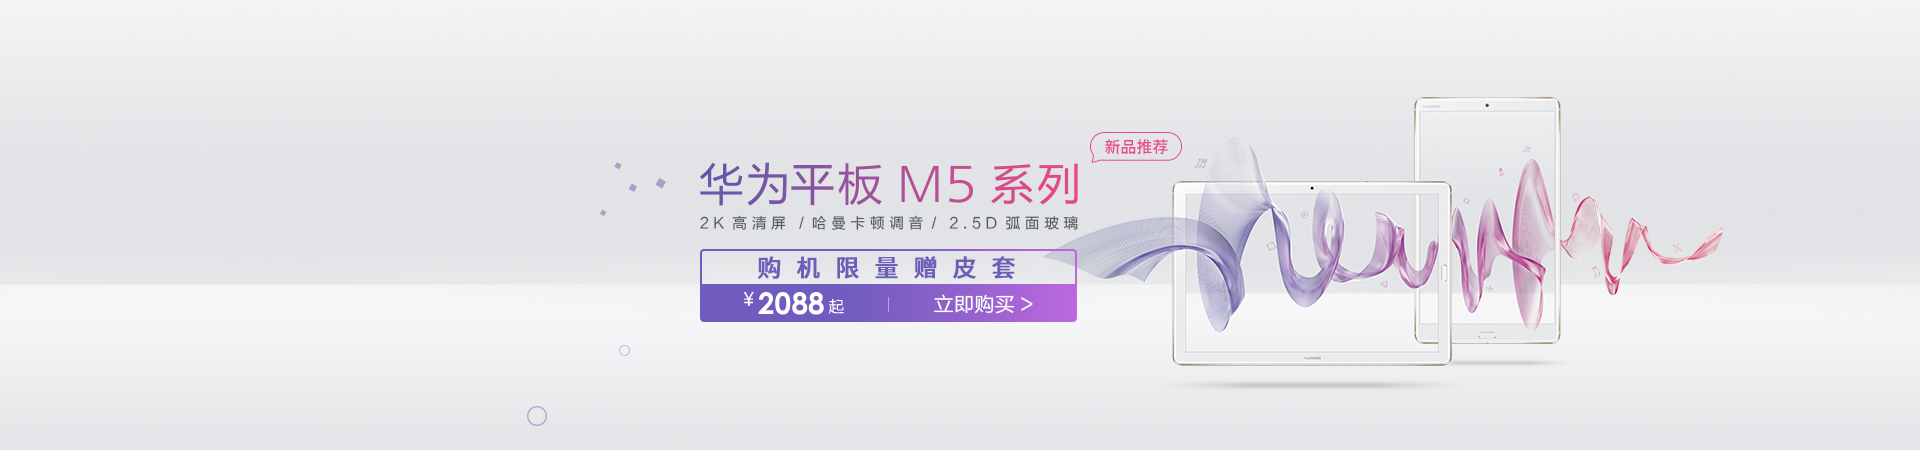 新品推荐
华为平板 M5 系列
2K 高清屏 / 哈曼卡顿调音 / 2.5D 弧面玻璃
购机限量赠皮套
¥2088起 | 立即购买 >
HUAWEI
HUAWEI